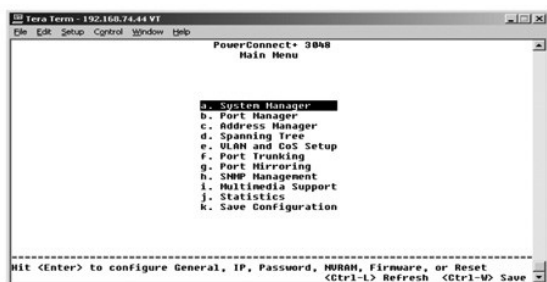 Tera Term - 192.168.74.44 VT
File Edit Setup Control Window Help
PowerConnect+ 3048
Main Menu
a. System Manager
b. Port Manager
c. Address Manager
d. Spanning Tree
e. VLAN and CoS Setup
f. Port Trunking
g. Port Mirroring
h. SNMP Management
i. Multimedia Support
j. Statistics
k. Save Configuration
Hit <Enter> to configure General, IP, Password, NVRAM, Firmware, or Reset
<Ctrl-L> Refresh <Ctrl-W> Save